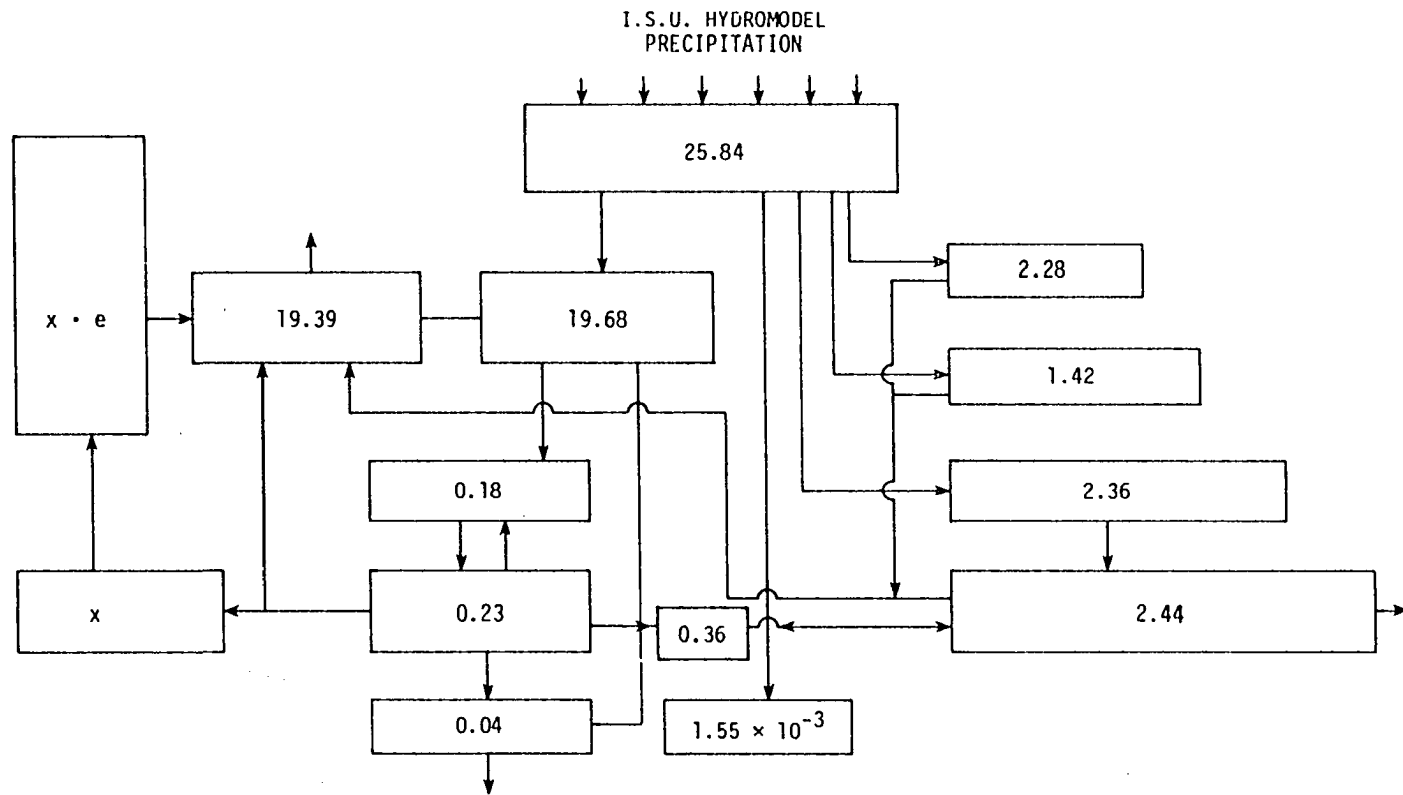 I.S.U. HYDROMODEL
PRECIPITATION
25.84
2.28
x · e
19.39
19.68
1.42
0.18
2.36
x
0.23
0.36
2.44
0.04
1.55 × 10⁻³